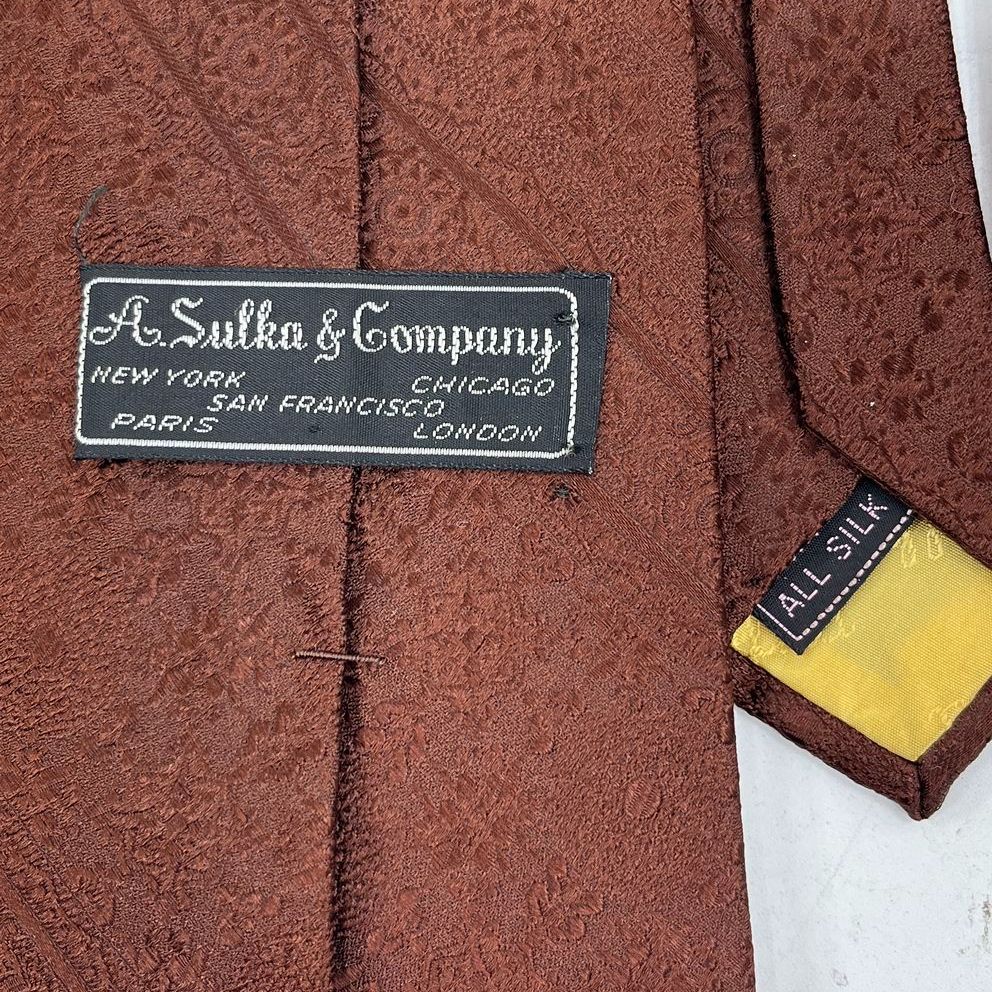 A. Sulka & Company
NEW YORK CHICAGO
SAN FRANCISCO
PARIS LONDON
ALL SILK